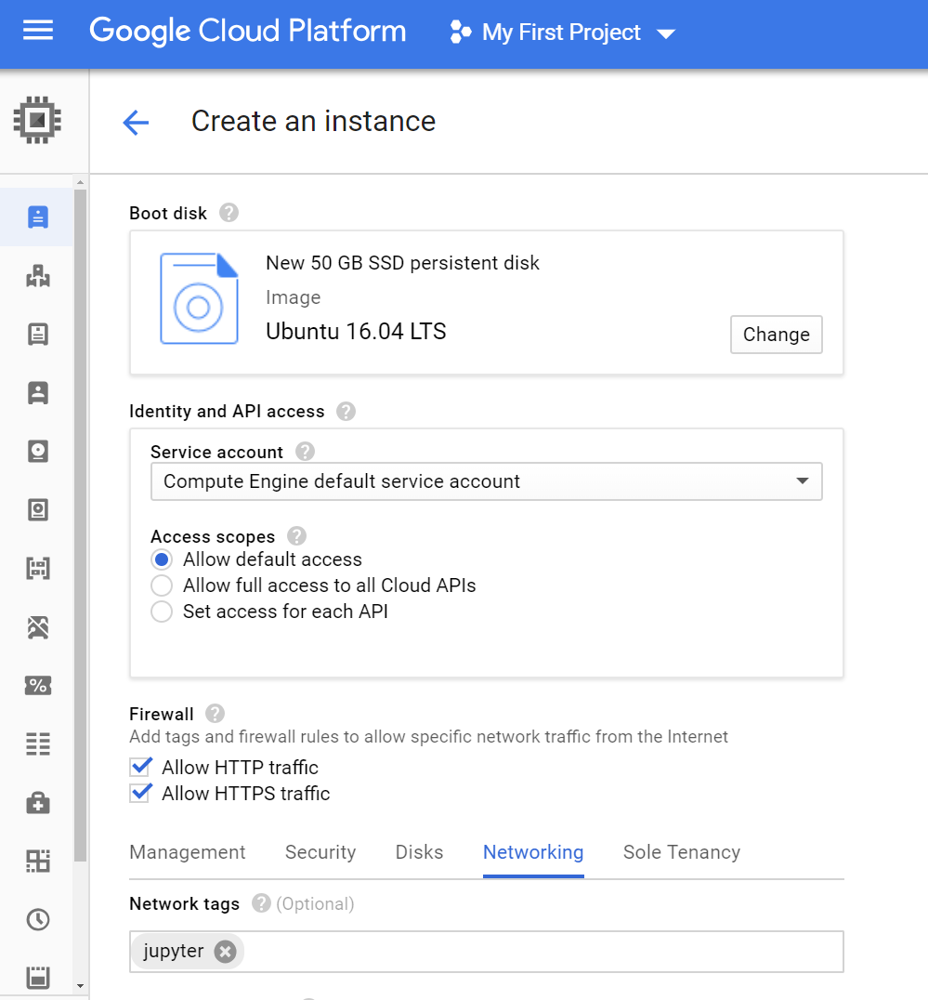 Google Cloud Platform My First Project
Create an instance
Boot disk ?
New 50 GB SSD persistent disk
Image
Ubuntu 16.04 LTS
Change
Identity and API access ?
Service account ?
Compute Engine default service account
Access scopes ?
Allow default access
Allow full access to all Cloud APIs
Set access for each API
%
Firewall ?
Add tags and firewall rules to allow specific network traffic from the Internet
Allow HTTP traffic
Allow HTTPS traffic
Management Security Disks Networking Sole Tenancy
Network tags ? (Optional)
jupyter